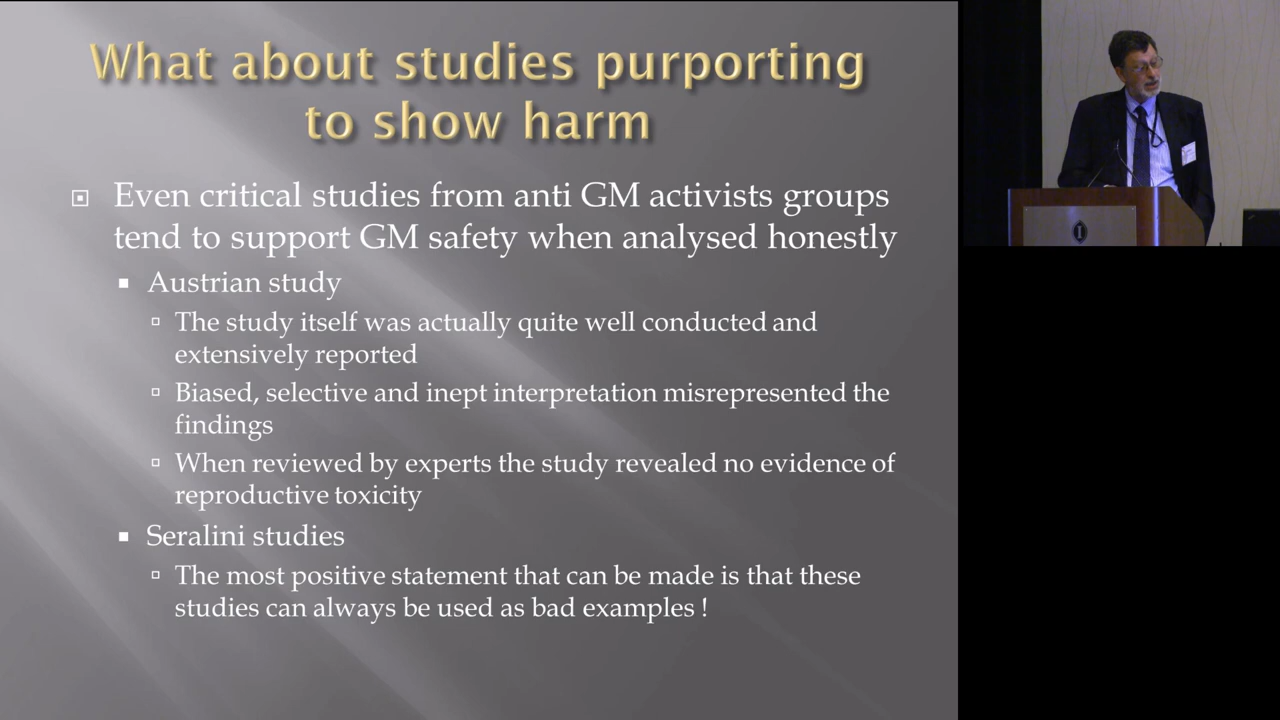 What about studies purporting
to show harm
Even critical studies from anti GM activists groups
tend to support GM safety when analysed honestly
Austrian study
The study itself was actually quite well conducted and
extensively reported
Biased, selective and inept interpretation misrepresented the
findings
When reviewed by experts the study revealed no evidence of
reproductive toxicity
Seralini studies
The most positive statement that can be made is that these
studies can always be used as bad examples !